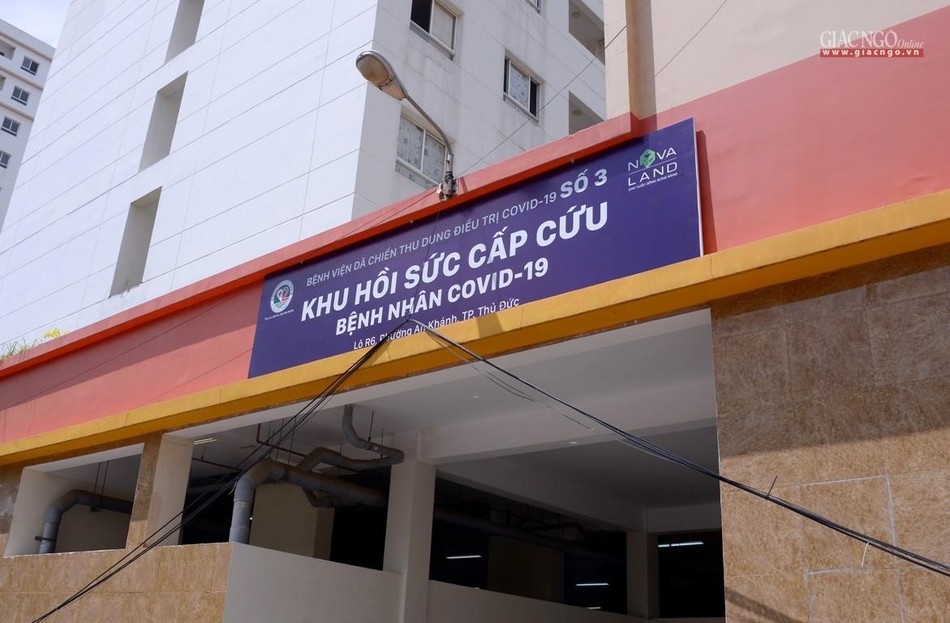 GIACNGO Online
www.giacngo.vn
BỆNH VIỆN DÃ CHIẾN THU DUNG ĐIỀU TRỊ COVID-19 SỐ 3
KHU HỒI SỨC CẤP CỨU
BỆNH NHÂN COVID-19
Lô R6, Phường An Khánh, TP. Thủ Đức
NOVA
LAND